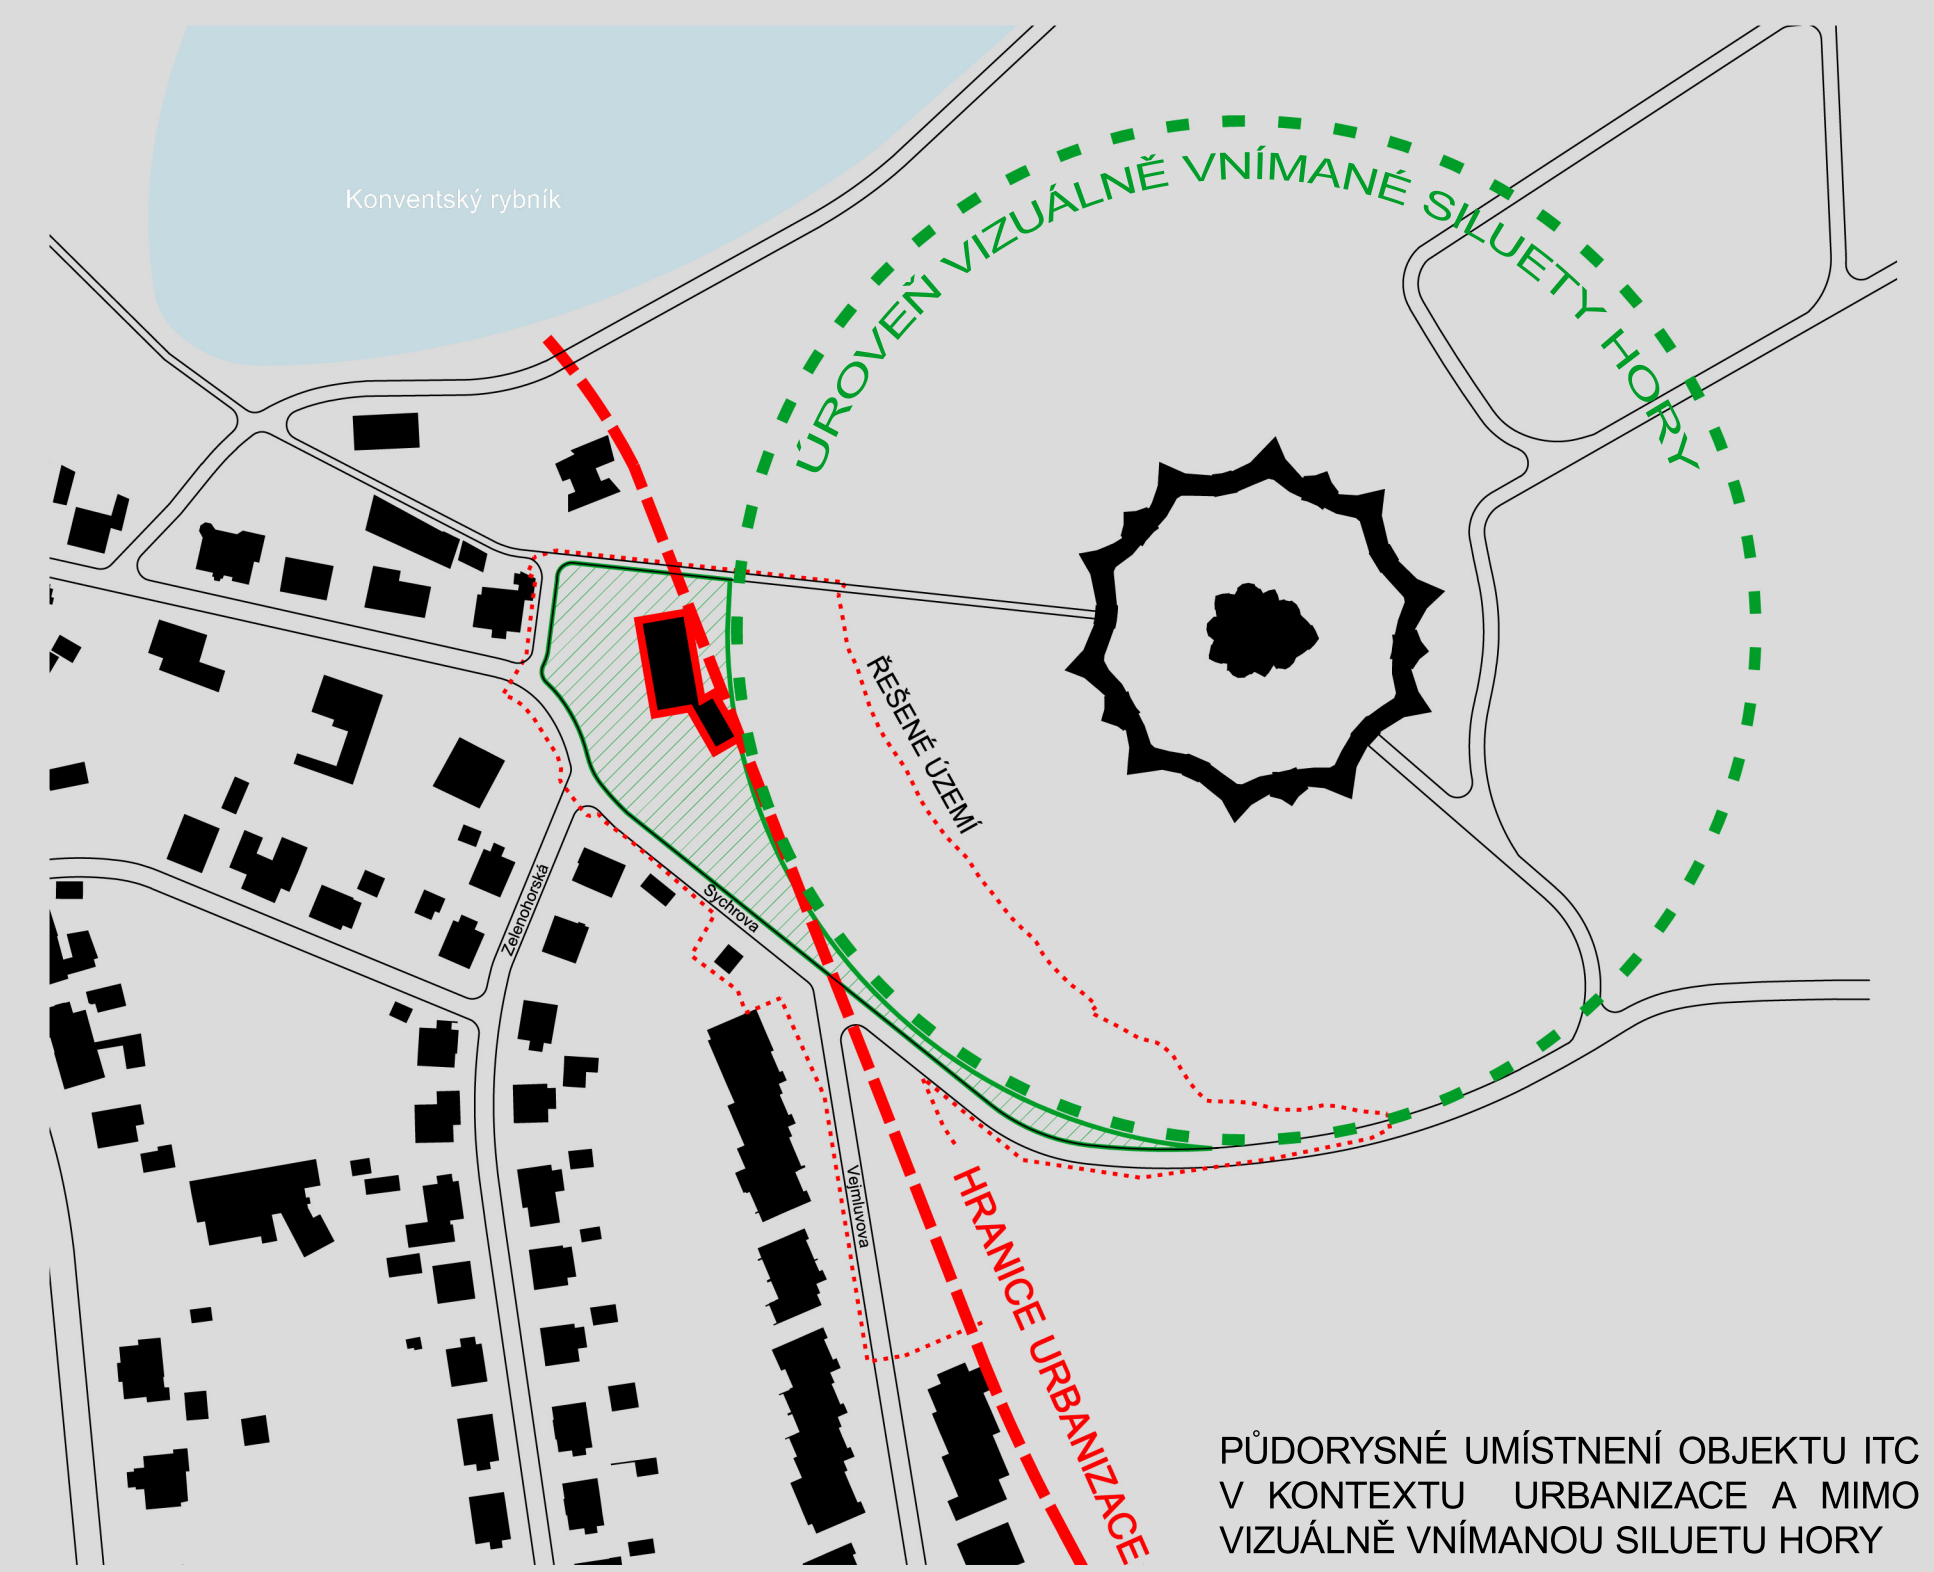 Konventský rybník
ÚROVEŇ VIZUÁLNĚ VNÍMANÉ SILUETY HORY
ŘEŠENÉ ÚZEMÍ
Zelenohorská
Sychrova
Vejmluvova
HRANICE URBANIZACE
PŮDORYSNÉ UMÍSTNENÍ OBJEKTU ITC
V KONTEXTU URBANIZACE A MIMO
VIZUÁLNĚ VNÍMANOU SILUETU HORY